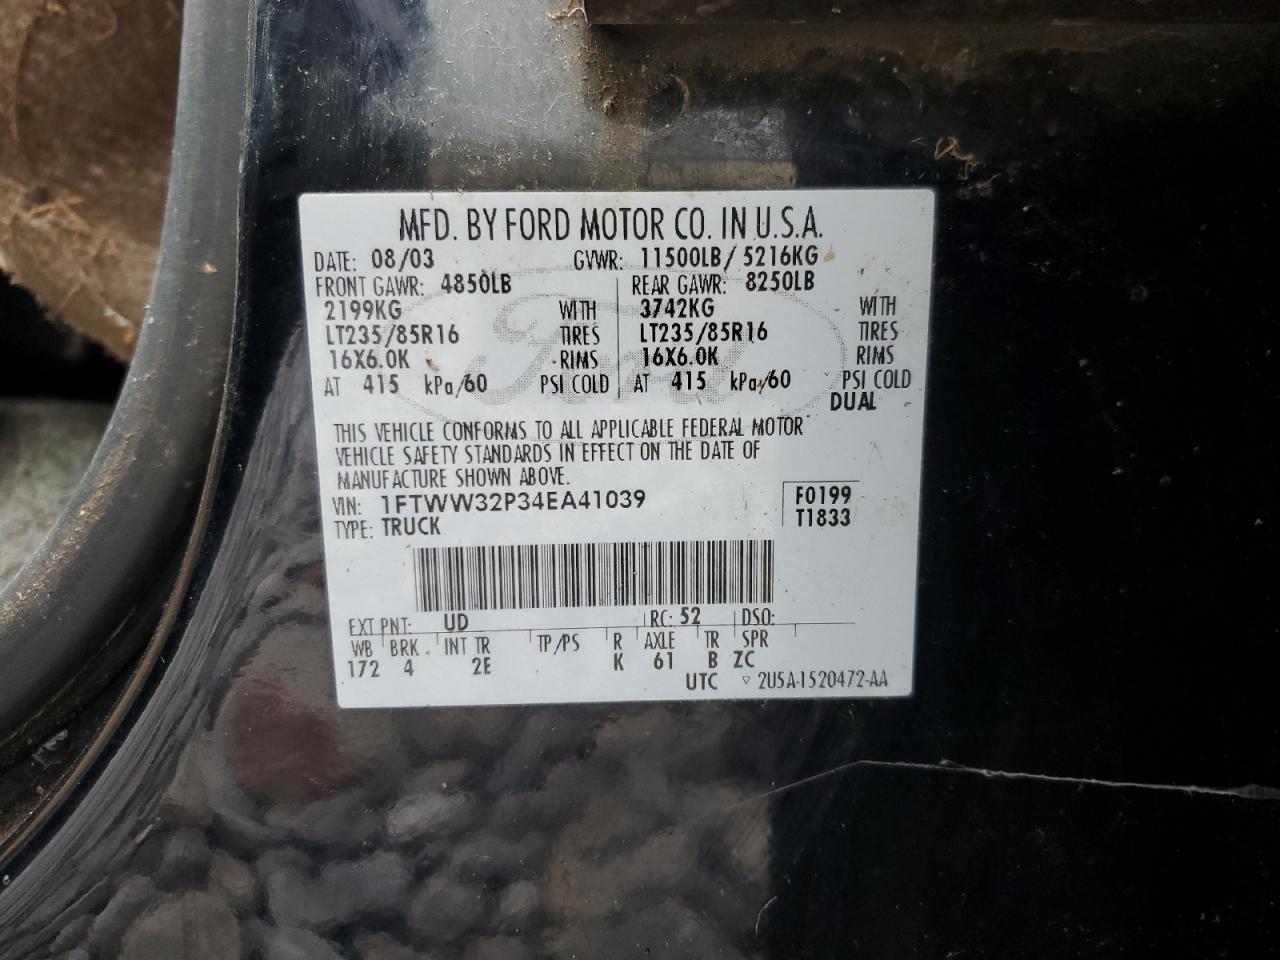 MFD. BY FORD MOTOR CO. IN U.S.A.
DATE: 08/03 GVWR: 11500LB/ 5216KG
FRONT GAWR: 4850LB REAR GAWR: 8250LB
2199KG WITH 3742KG WITH
LT235/85R16 TIRES LT235/85R16 TIRES
16X6.0K RIMS 16X6.0K RIMS
AT 415 kPa/60 PSI COLD AT 415 kPa/60 PSI COLD
DUAL
Ford
THIS VEHICLE CONFORMS TO ALL APPLICABLE FEDERAL MOTOR
VEHICLE SAFETY STANDARDS IN EFFECT ON THE DATE OF
MANUFACTURE SHOWN ABOVE.
VIN: 1FTWW32P34EA41039 F0199
TYPE: TRUCK T1833
EXT PNT: UD RC: 52 DSO:
WB BRK INT TR TP/PS R AXLE TR SPR
172 4 2E K 61 B ZC
UTC ▽ 2U5A-1520472-AA